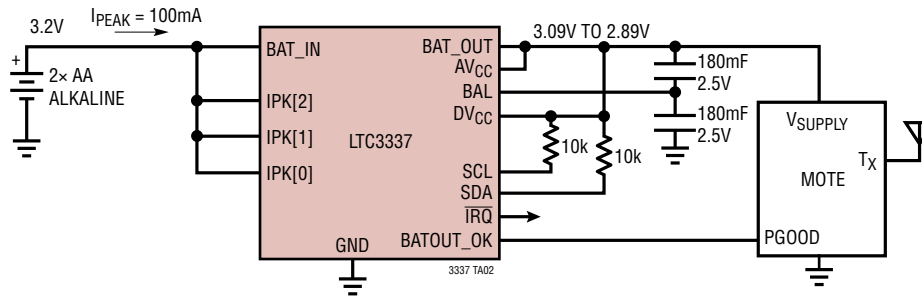 3.2V
IPEAK = 100mA
+
2× AA
ALKALINE
BAT_IN
IPK[2]
IPK[1]
IPK[0]
LTC3337
GND
BAT_OUT
AVCC
BAL
DVCC
SCL
SDA
IRQ
BATOUT_OK
3337 TA02
3.09V TO 2.89V
10k
10k
180mF
2.5V
180mF
2.5V
VSUPPLY
TX
MOTE
PGOOD